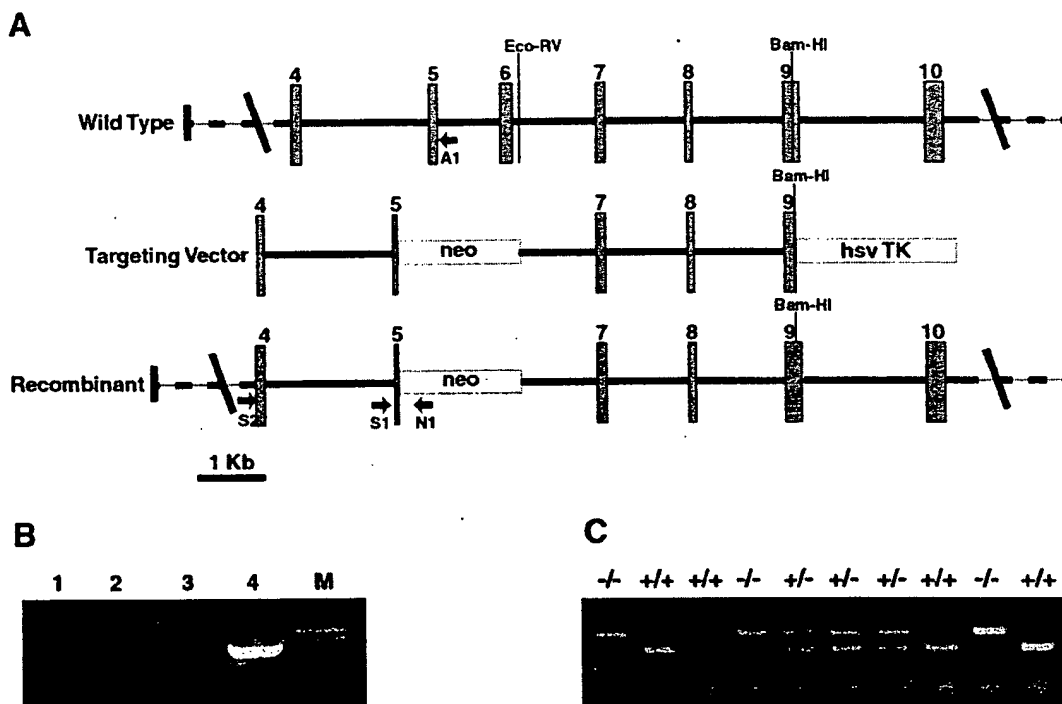 A
Eco-RV
Bam-HI
4 5 6 7 8 9 10
Wild Type
A1
Bam-HI
4 5 7 8 9
Targeting Vector
neo
hsv TK
Bam-HI
4 5 7 8 9 10
Recombinant
neo
S2 S1 N1
1 Kb
B
1 2 3 4 M
C
-/- +/+ +/+ -/- +/- +/- +/- +/+ -/- +/+